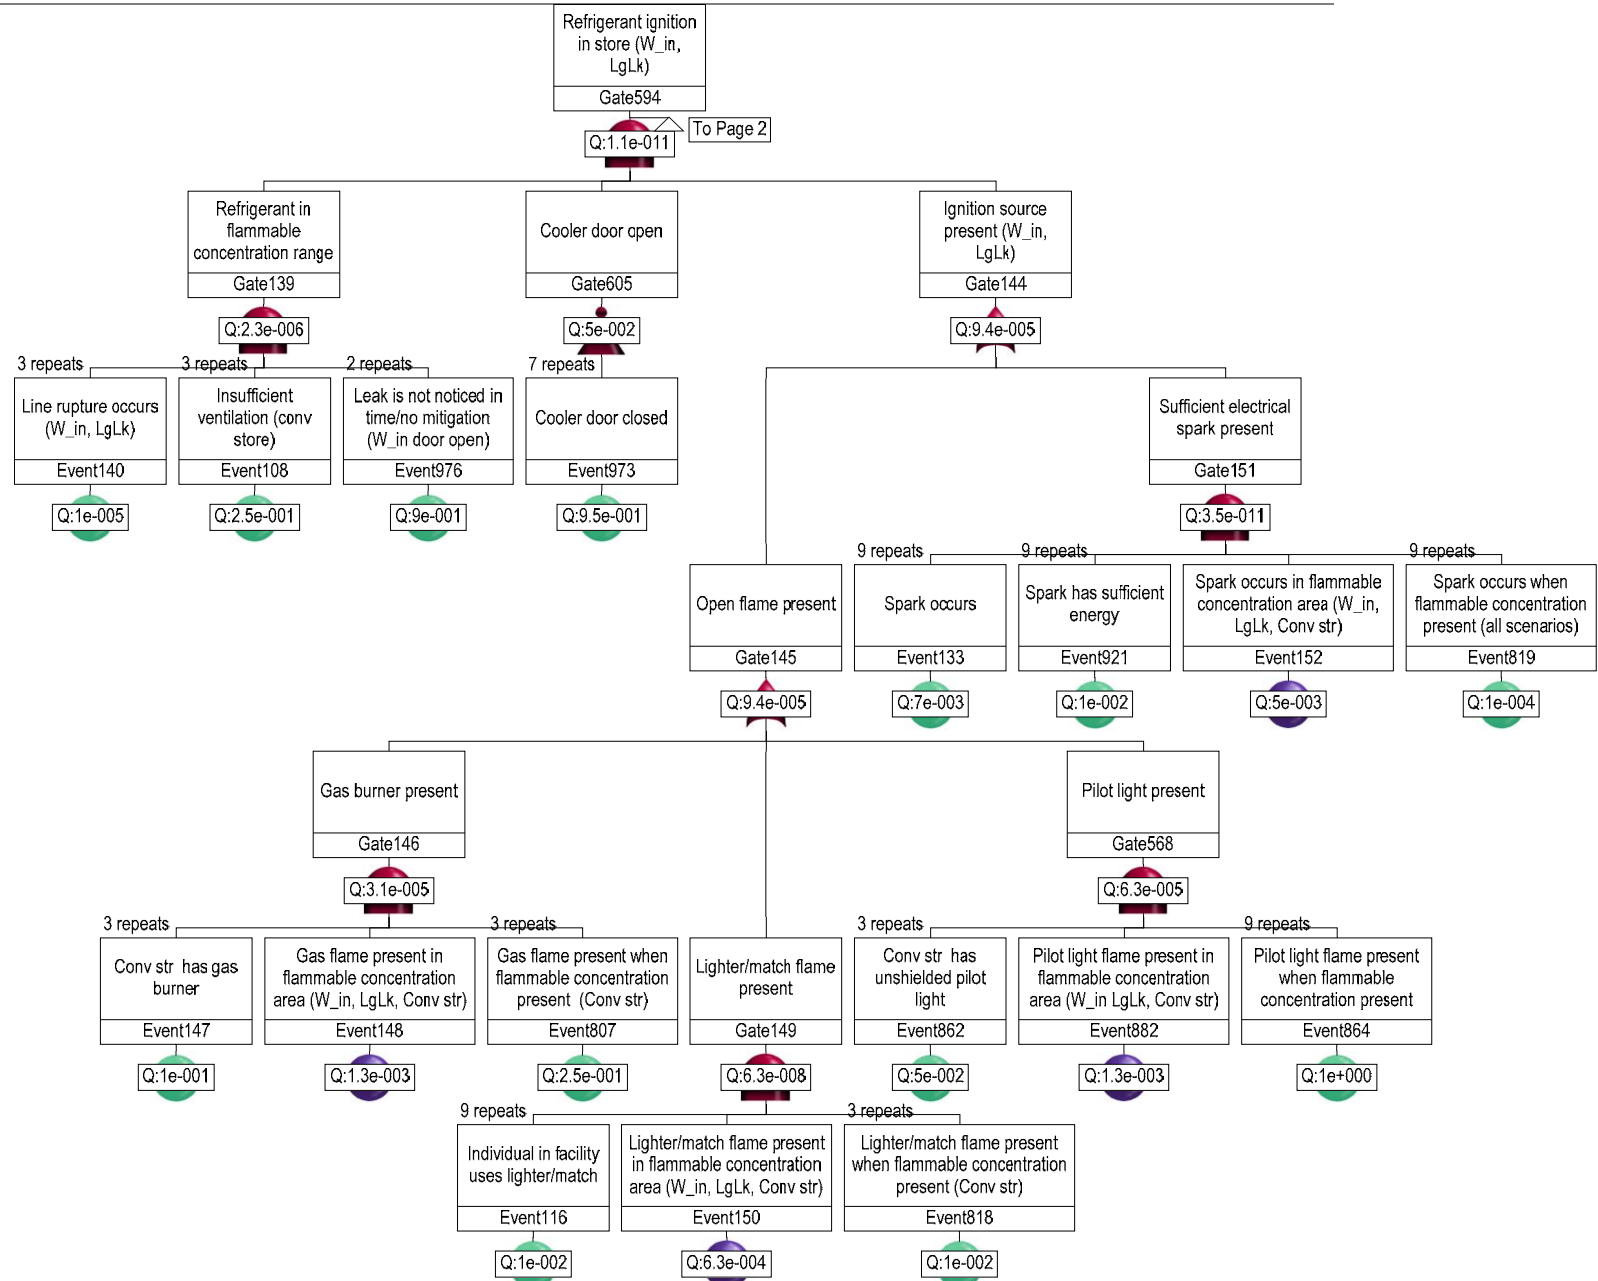 Refrigerant ignition
in store (W_in,
LgLk)
Gate594
To Page 2
Q:1.1e-011
Refrigerant in
flammable
concentration range
Gate139
Q:2.3e-006
Cooler door open
Gate605
Q:5e-002
Ignition source
present (W_in,
LgLk)
Gate144
Q:9.4e-005
3 repeats
Line rupture occurs
(W_in, LgLk)
Event140
Q:1e-005
3 repeats
Insufficient
ventilation (conv
store)
Event108
Q:2.5e-001
2 repeats
Leak is not noticed in
time/no mitigation
(W_in door open)
Event976
Q:9e-001
7 repeats
Cooler door closed
Event973
Q:9.5e-001
Sufficient electrical
spark present
Gate151
Q:3.5e-011
Open flame present
Gate145
Q:9.4e-005
9 repeats
Spark occurs
Event133
Q:7e-003
9 repeats
Spark has sufficient
energy
Event921
Q:1e-002
Spark occurs in flammable
concentration area (W_in,
LgLk, Conv str)
Event152
Q:5e-003
9 repeats
Spark occurs when
flammable concentration
present (all scenarios)
Event819
Q:1e-004
Gas burner present
Gate146
Q:3.1e-005
Pilot light present
Gate568
Q:6.3e-005
3 repeats
Conv str has gas
burner
Event147
Q:1e-001
Gas flame present in
flammable concentration
area (W_in, LgLk, Conv str)
Event148
Q:1.3e-003
3 repeats
Gas flame present when
flammable concentration
present (Conv str)
Event807
Q:2.5e-001
Lighter/match flame
present
Gate149
Q:6.3e-008
3 repeats
Conv str has
unshielded pilot
light
Event862
Q:5e-002
Pilot light flame present in
flammable concentration
area (W_in LgLk, Conv str)
Event882
Q:1.3e-003
9 repeats
Pilot light flame present
when flammable
concentration present
Event864
Q:1e+000
9 repeats
Individual in facility
uses lighter/match
Event116
Q:1e-002
Lighter/match flame present
in flammable concentration
area (W_in, LgLk, Conv str)
Event150
Q:6.3e-004
3 repeats
Lighter/match flame present
when flammable concentration
present (Conv str)
Event818
Q:1e-002